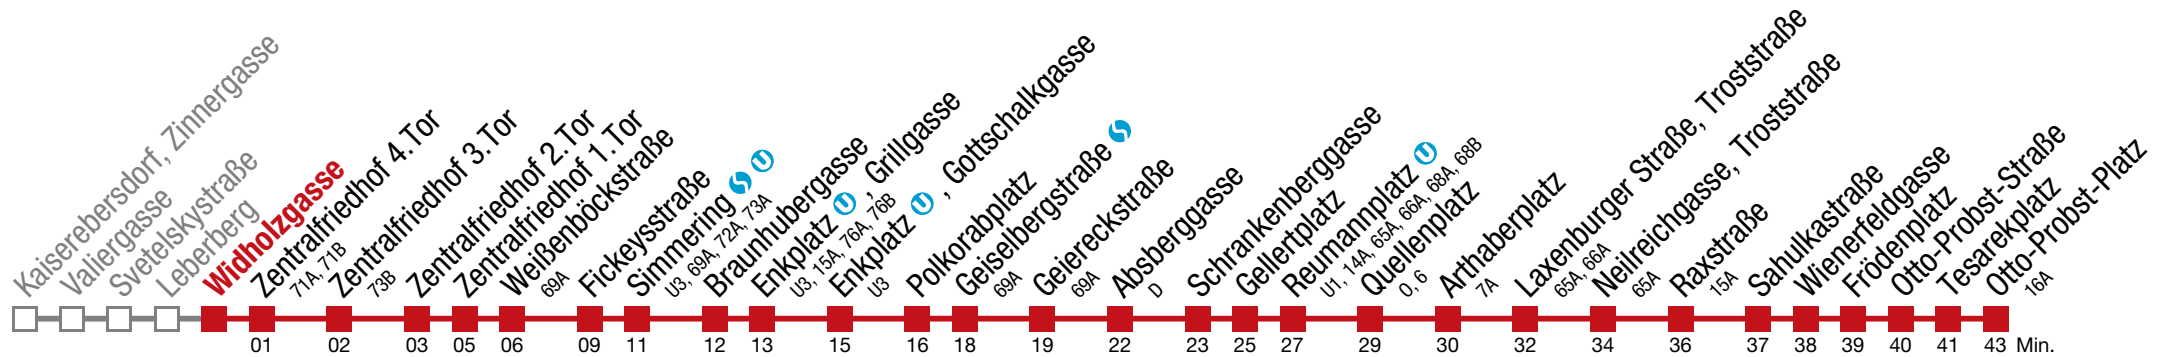 Kaiserebersdorf, Zinnergasse
Valiergasse
Svetelskystraße
Leberberg
Widholzgasse
Zentralfriedhof 4.Tor
71A, 71B
Zentralfriedhof 3.Tor
73B
Zentralfriedhof 2.Tor
Zentralfriedhof 1.Tor
Weißenböckstraße
69A
Fickeysstraße
Simmering S U
U3, 69A, 72A, 73A
Braunhubergasse
Enkplatz U , Grillgasse
U3, 15A, 76A, 76B
Enkplatz U , Gottschalkgasse
U3
Polkorabplatz
Geiselbergstraße S
69A
Geiereckstraße
69A
Absberggasse
D
Schrankenberggasse
Gellertplatz
Reumannplatz U
U1, 14A, 65A, 66A, 68A, 68B
Quellenplatz
O, 6
Arthaberplatz
7A
Laxenburger Straße, Troststraße
65A, 66A
Neilreichgasse, Troststraße
65A
Raxstraße
15A
Sahulkastraße
Wienerfeldgasse
Frödenplatz
Otto-Probst-Straße
Tesarekplatz
Otto-Probst-Platz
16A
01 02 03 05 06 09 11 12 13 15 16 18 19 22 23 25 27 29 30 32 34 36 37 38 39 40 41 43 Min.